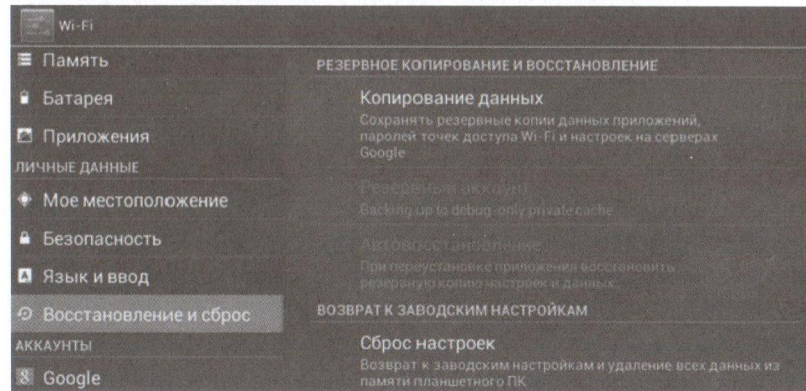 Wi-Fi
Память
Батарея
Приложения
ЛИЧНЫЕ ДАННЫЕ
Мое местоположение
Безопасность
Язык и ввод
Восстановление и сброс
АККАУНТЫ
Google
РЕЗЕРВНОЕ КОПИРОВАНИЕ И ВОССТАНОВЛЕНИЕ
Копирование данных
Сохранять резервные копии данных приложений,
паролей точек доступа Wi-Fi и настроек на серверах
Google
Резервный аккаунт
Backing up to debug-only private cache
Автовосстановление
При переустановке приложения восстановить
резервную копию настроек и данных
ВОЗВРАТ К ЗАВОДСКИМ НАСТРОЙКАМ
Сброс настроек
Возврат к заводским настройкам и удаление всех данных из
памяти планшетного ПК